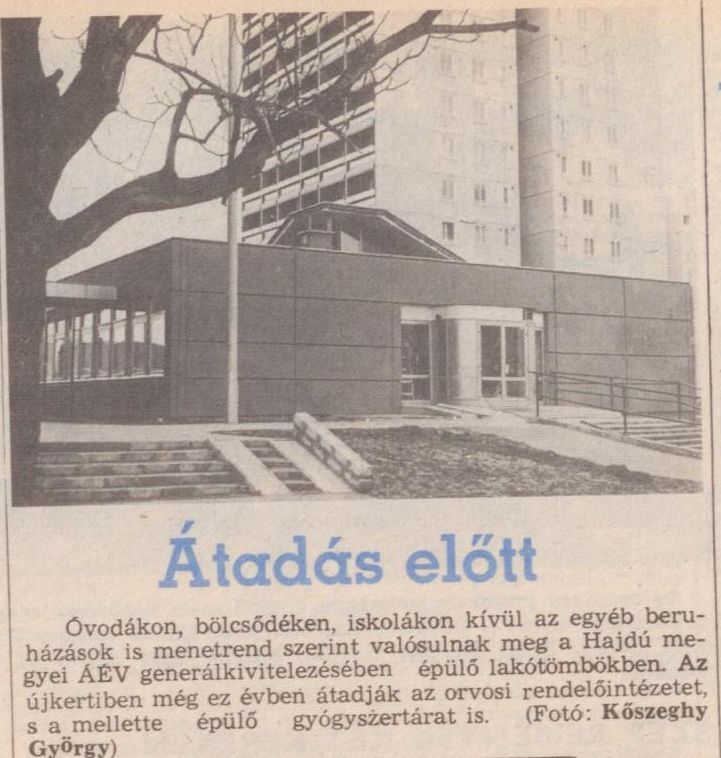 Átadás előtt
Óvodákon, bölcsődéken, iskolákon kívül az egyéb beru-
házások is menetrend szerint valósulnak meg a Hajdú me-
gyei ÁÉV generálkivitelezésében épülő lakótömbökben. Az
újkertiben még ez évben átadják az orvosi rendelőintézetet,
s a mellette épülő gyógyszertárat is. (Fotó: Kőszeghy
György)